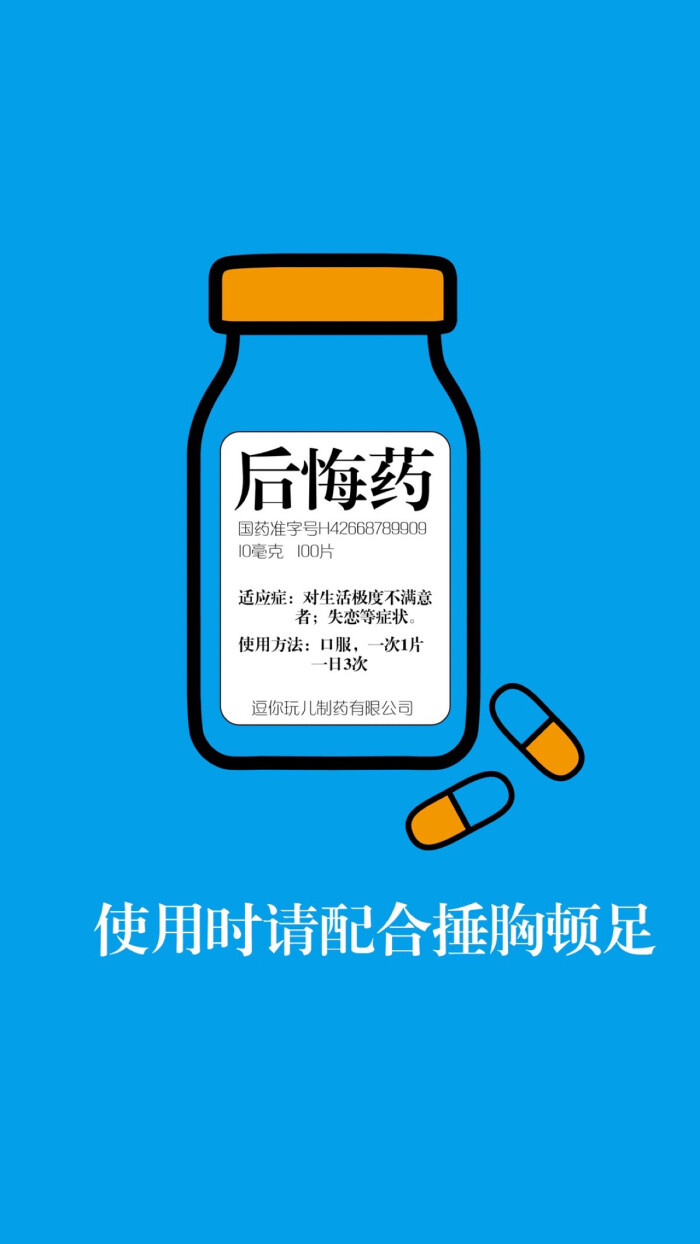 后悔药
国药准字号H42668789909
10毫克 100片
适应症：对生活极度不满意
者；失恋等症状。
使用方法：口服，一次1片
一日3次
逗你玩儿制药有限公司
使用时请配合捶胸顿足